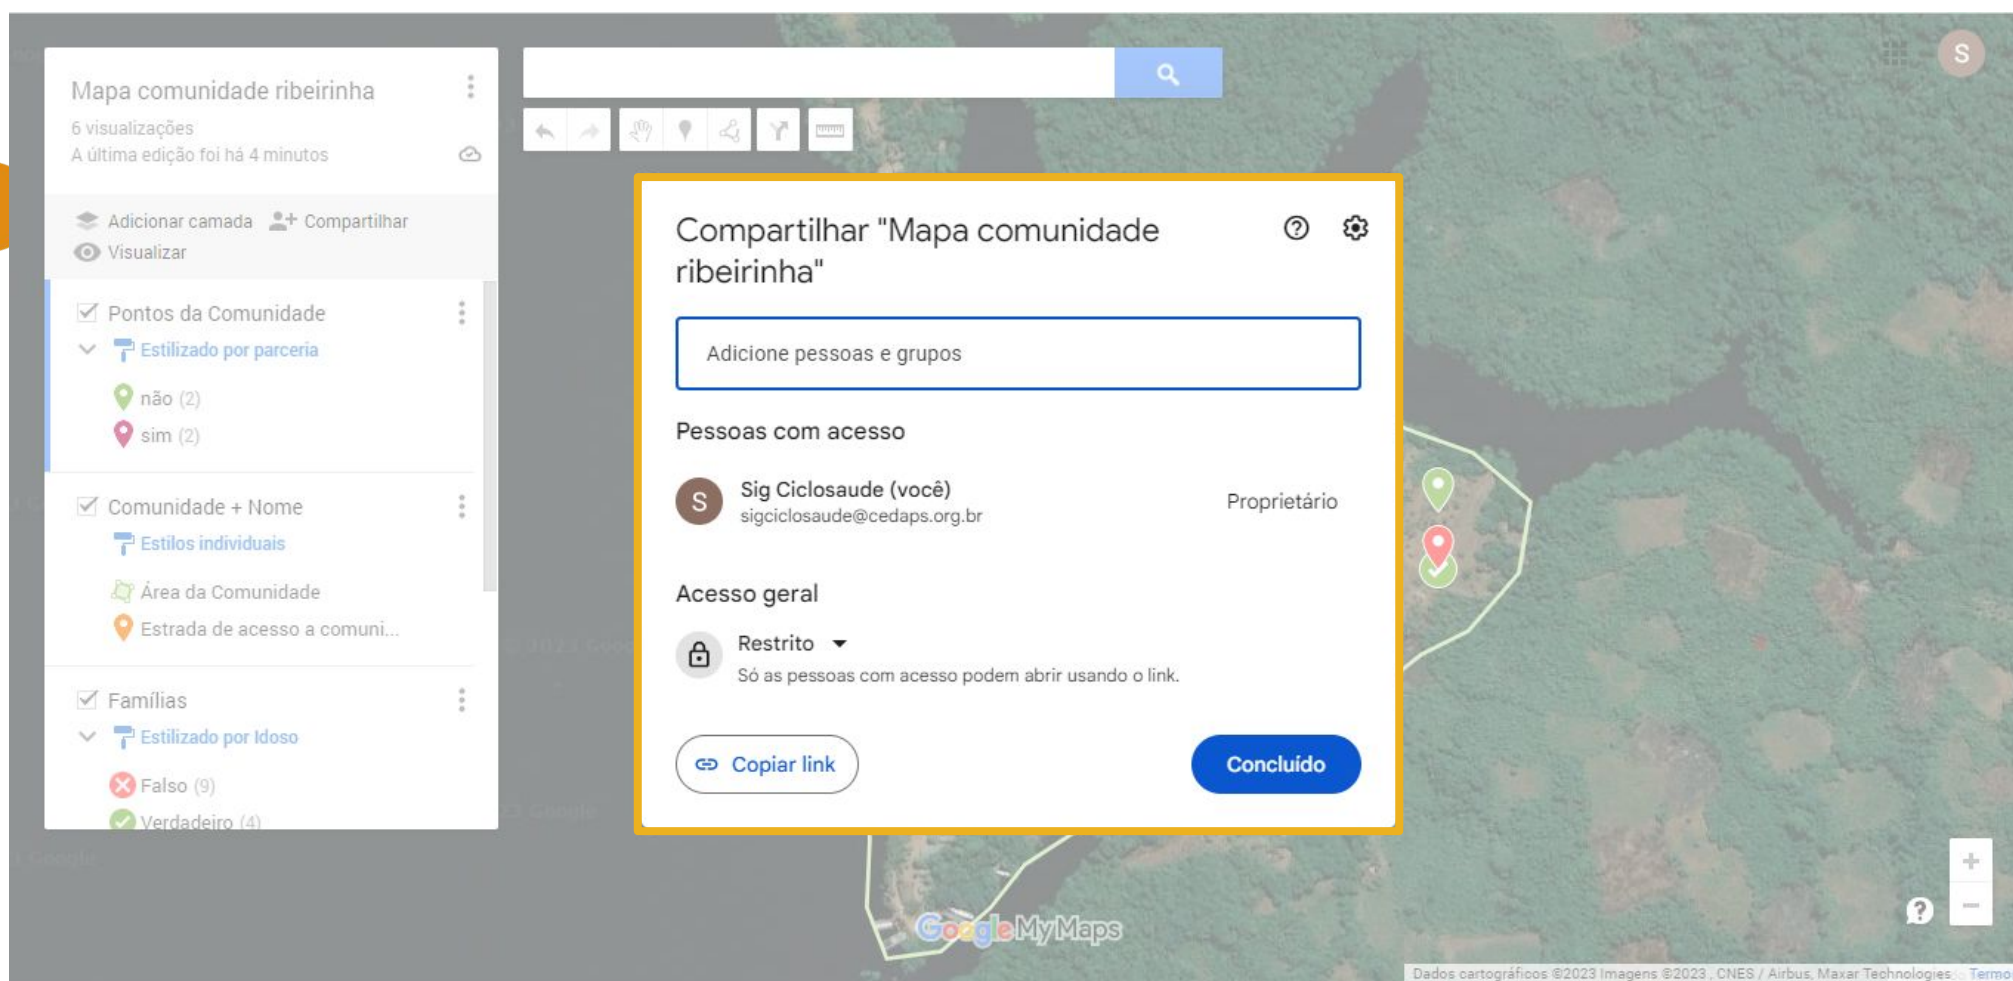 Mapa comunidade ribeirinha
6 visualizações
A última edição foi há 4 minutos
Adicionar camada Compartilhar
Visualizar
Pontos da Comunidade
Estilizado por parceria
não (2)
sim (2)
Comunidade + Nome
Estilos individuais
Área da Comunidade
Estrada de acesso a comuni...
Famílias
Estilizado por Idoso
Falso (9)
Verdadeiro (4)
S
Compartilhar "Mapa comunidade
ribeirinha"
Adicione pessoas e grupos
Pessoas com acesso
S
Sig Ciclosaude (você)
sigciclosaude@cedaps.org.br
Proprietário
Acesso geral
Restrito
Só as pessoas com acesso podem abrir usando o link.
Copiar link
Concluído
Google My Maps
Dados cartográficos ©2023 Imagens ©2023 , CNES / Airbus, Maxar Technologies Termo